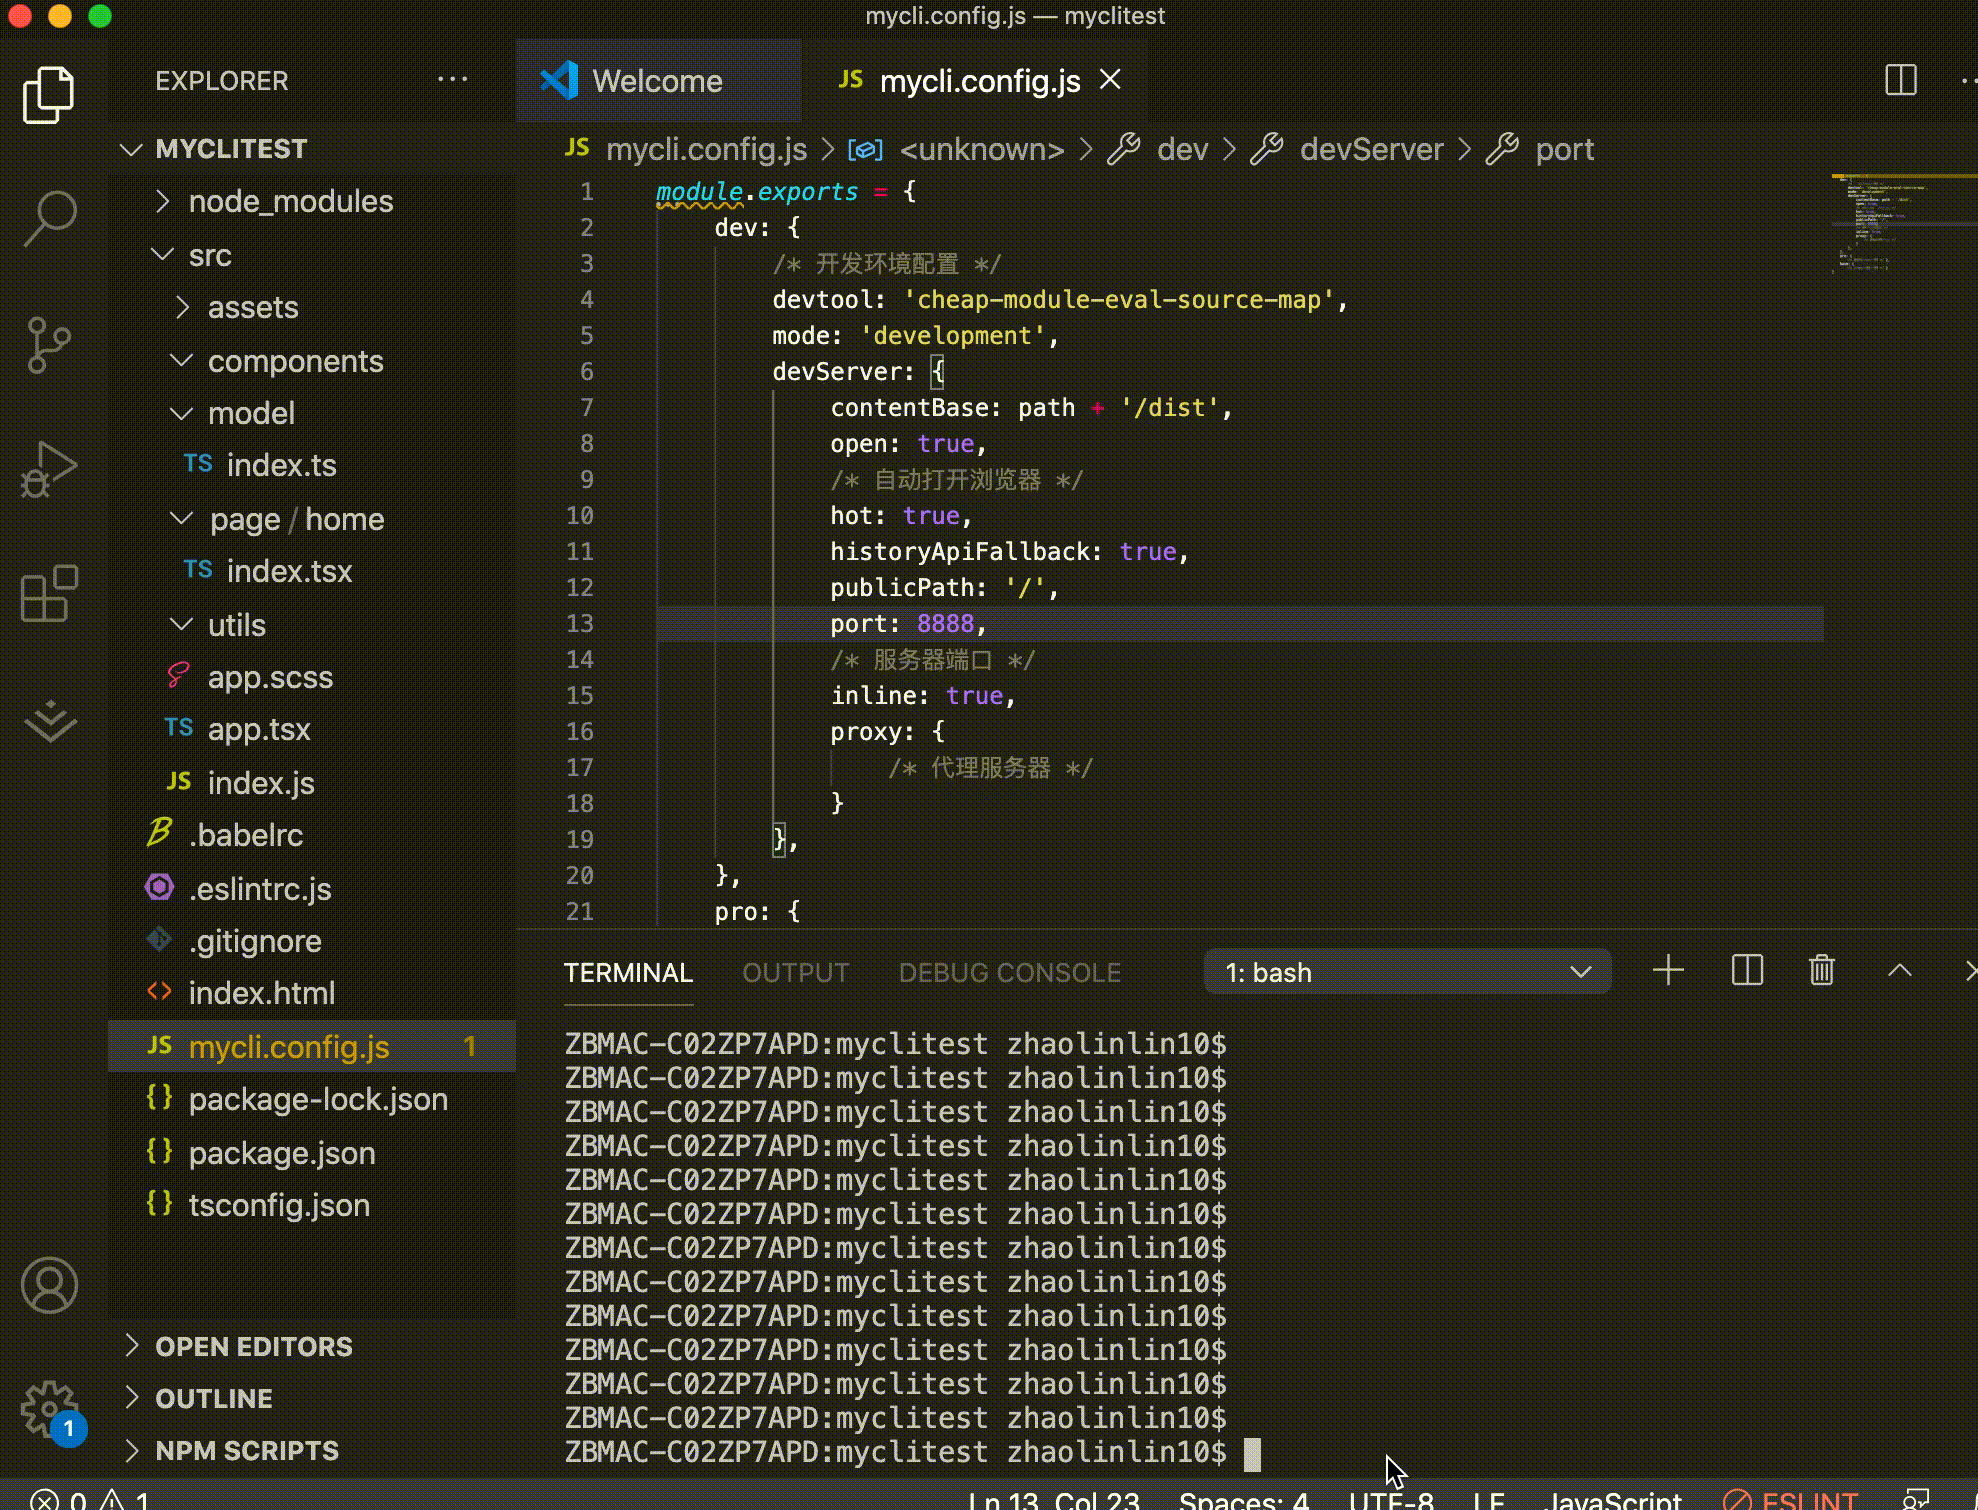 mycli.config.js — myclitest
EXPLORER
Welcome
JS mycli.config.js
MYCLITEST
node_modules
src
assets
components
model
TS index.ts
page / home
TS index.tsx
utils
app.scss
TS app.tsx
JS index.js
.babelrc
.eslintrc.js
.gitignore
<> index.html
JS mycli.config.js 1
{} package-lock.json
{} package.json
{} tsconfig.json
OPEN EDITORS
OUTLINE
NPM SCRIPTS
1
JS mycli.config.js > <unknown> > dev > devServer > port
1 module.exports = {
2 dev: {
3 /* 开发环境配置 */
4 devtool: 'cheap-module-eval-source-map',
5 mode: 'development',
6 devServer: {
7 contentBase: path + '/dist',
8 open: true,
9 /* 自动打开浏览器 */
10 hot: true,
11 historyApiFallback: true,
12 publicPath: '/',
13 port: 8888,
14 /* 服务器端口 */
15 inline: true,
16 proxy: {
17 /* 代理服务器 */
18 }
19 },
20 },
21 pro: {
TERMINAL OUTPUT DEBUG CONSOLE 1: bash
ZBMAC-C02ZP7APD:myclitest zhaolinlin10$
ZBMAC-C02ZP7APD:myclitest zhaolinlin10$
ZBMAC-C02ZP7APD:myclitest zhaolinlin10$
ZBMAC-C02ZP7APD:myclitest zhaolinlin10$
ZBMAC-C02ZP7APD:myclitest zhaolinlin10$
ZBMAC-C02ZP7APD:myclitest zhaolinlin10$
ZBMAC-C02ZP7APD:myclitest zhaolinlin10$
ZBMAC-C02ZP7APD:myclitest zhaolinlin10$
ZBMAC-C02ZP7APD:myclitest zhaolinlin10$
ZBMAC-C02ZP7APD:myclitest zhaolinlin10$
ZBMAC-C02ZP7APD:myclitest zhaolinlin10$
ZBMAC-C02ZP7APD:myclitest zhaolinlin10$
ZBMAC-C02ZP7APD:myclitest zhaolinlin10$
0 1 Ln 13, Col 23 Spaces: 4 UTF-8 LF JavaScript ESLINT